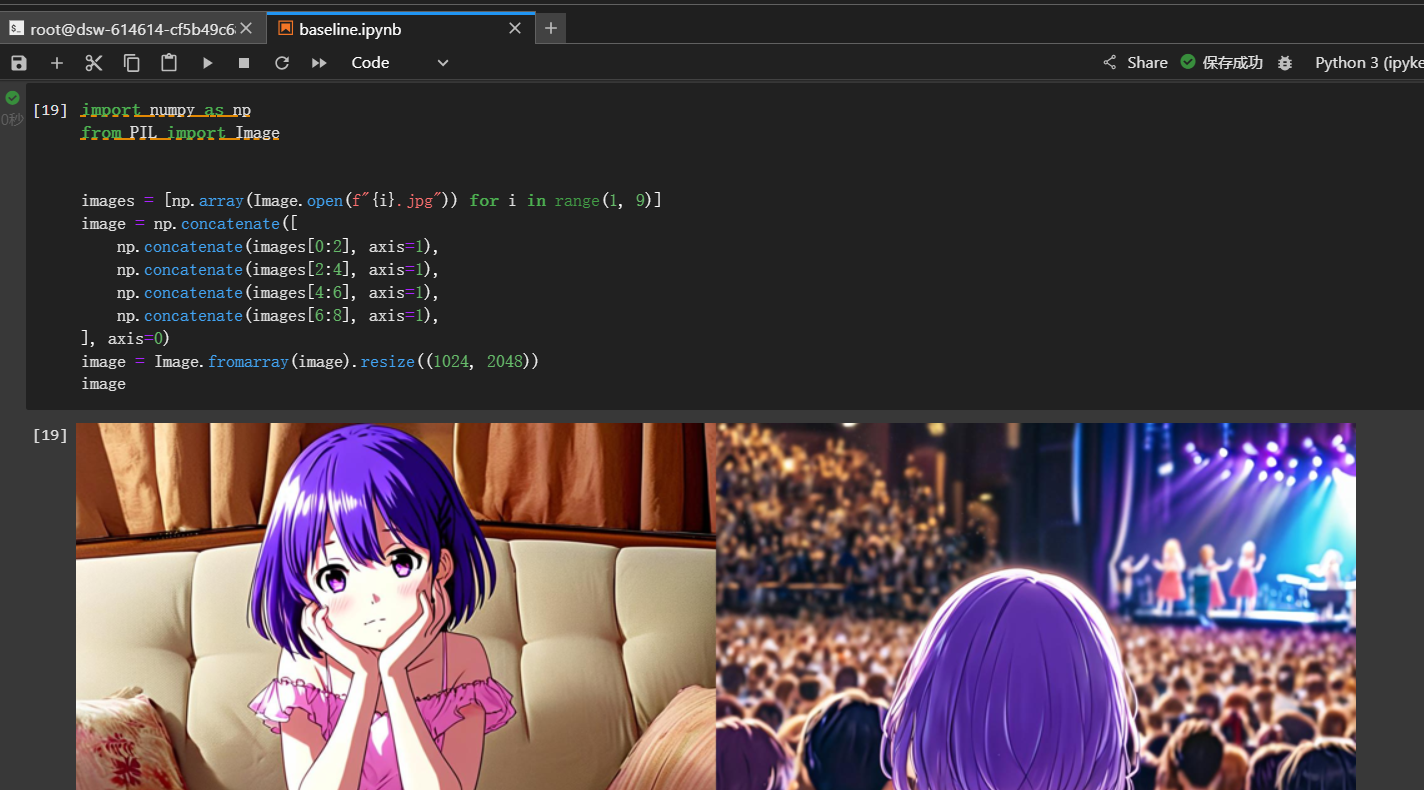 root@dsw-614614-cf5b49c6
baseline.ipynb
Code
Share
保存成功
Python 3 (ipyke
0秒
[19]
import numpy as np
from PIL import Image
images = [np.array(Image.open(f"{i}.jpg")) for i in range(1, 9)]
image = np.concatenate([
    np.concatenate(images[0:2], axis=1),
    np.concatenate(images[2:4], axis=1),
    np.concatenate(images[4:6], axis=1),
    np.concatenate(images[6:8], axis=1),
], axis=0)
image = Image.fromarray(image).resize((1024, 2048))
image
[19]